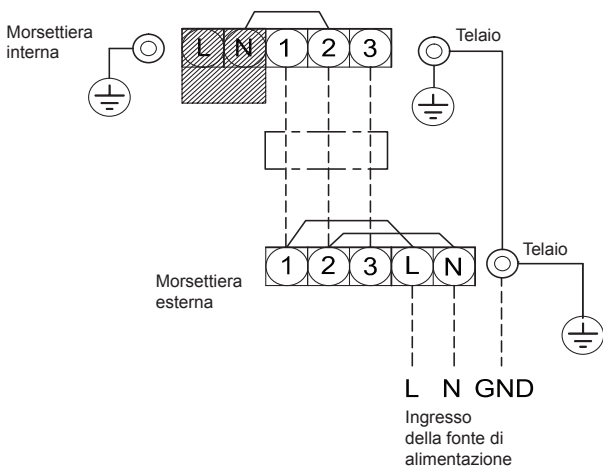 Morsettiera
interna
L N 1 2 3
Telaio
Telaio
1 2 3 L N
Morsettiera
esterna
L N GND
Ingresso
della fonte di
alimentazione